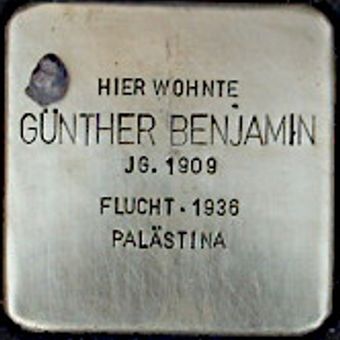 HIER WOHNTE
GÜNTHER BENJAMIN
JG. 1909
FLUCHT · 1936
PALÄSTINA